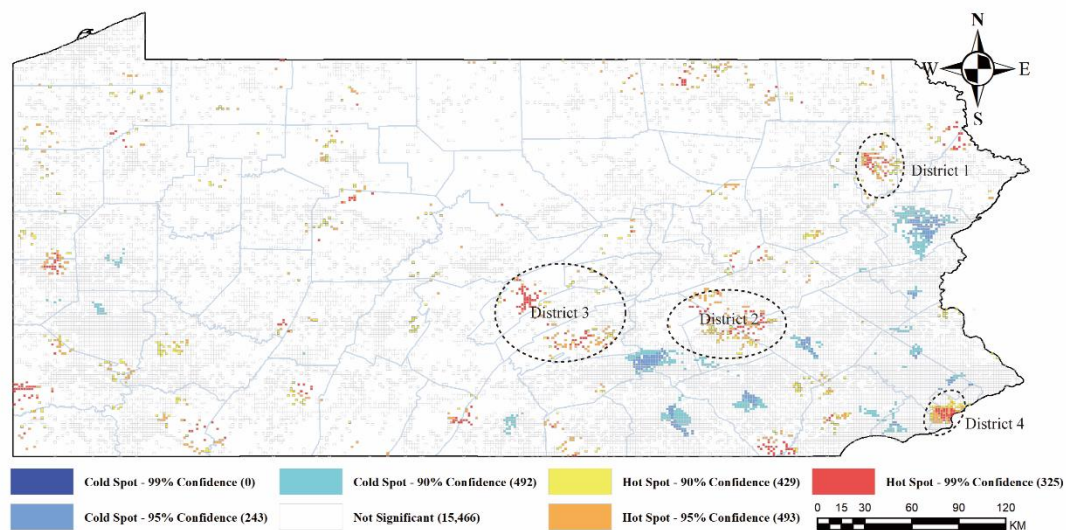 N
W E
S
District 1
District 3
District 2
District 4
Cold Spot - 99% Confidence (0)
Cold Spot - 90% Confidence (492)
Hot Spot - 90% Confidence (429)
Hot Spot - 99% Confidence (325)
Cold Spot - 95% Confidence (243)
Not Significant (15,466)
Hot Spot - 95% Confidence (493)
0 15 30 60 90 120
KM